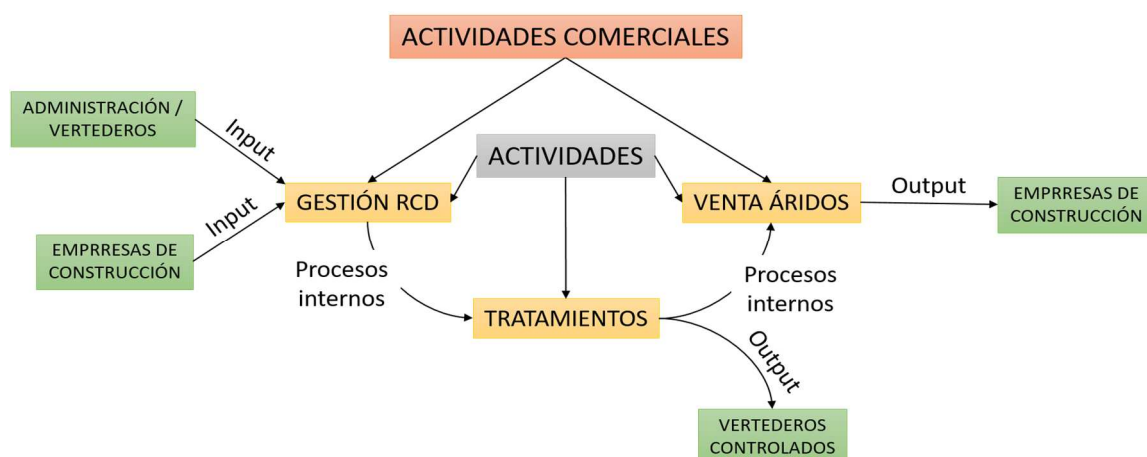 ACTIVIDADES COMERCIALES
ADMINISTRACIÓN /
VERTEDEROS
Input
ACTIVIDADES
GESTIÓN RCD
VENTA ÁRIDOS
Output
EMPRRESAS DE
CONSTRUCCIÓN
Input
EMPRRESAS DE
CONSTRUCCIÓN
Procesos
internos
Procesos
internos
TRATAMIENTOS
Output
VERTEDEROS
CONTROLADOS